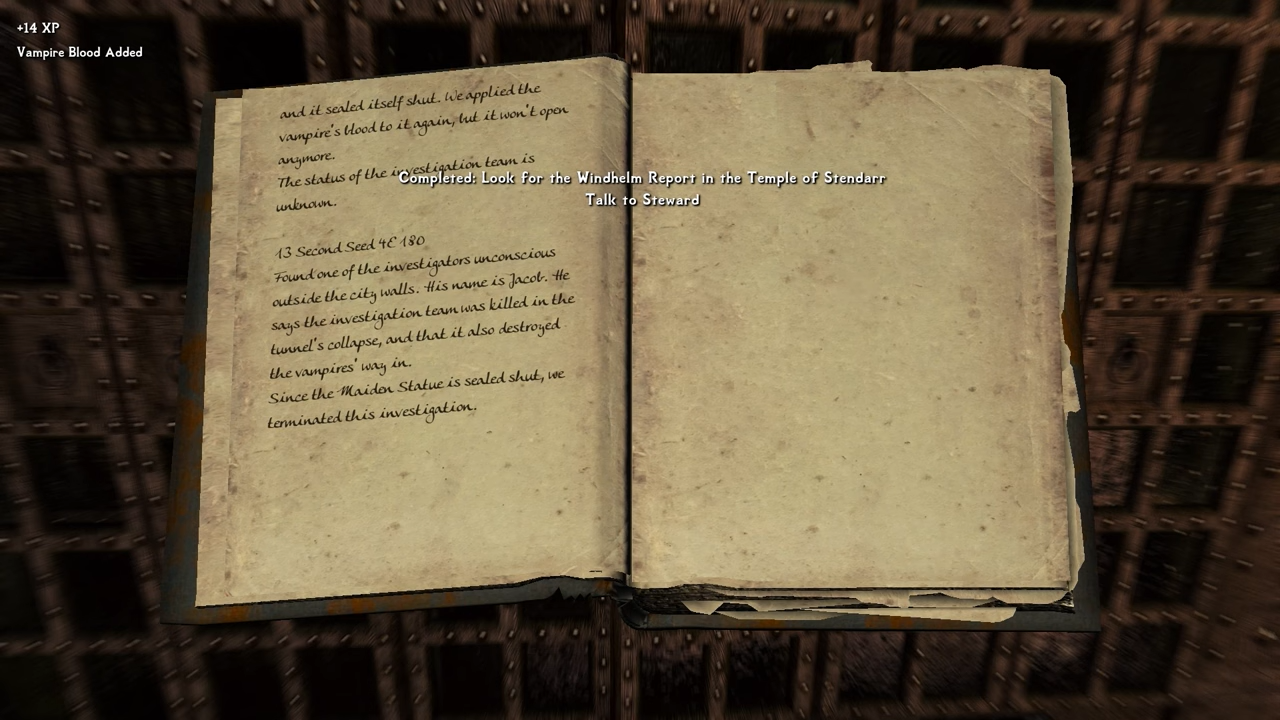 +14 XP
Vampire Blood Added
and it sealed itself shut. We applied the
vampire's blood to it again, but it won't open
anymore.
The status of the investigation team is
unknown.
Completed: Look for the Windhelm Report in the Temple of Stendarr
Talk to Steward
13 Second Seed 4E 180
Found one of the investigators unconscious
outside the city walls. His name is Jacob. He
says the investigation team was killed in the
tunnel's collapse, and that it also destroyed
the vampires' way in.
Since the Maiden Statue is sealed shut, we
terminated this investigation.